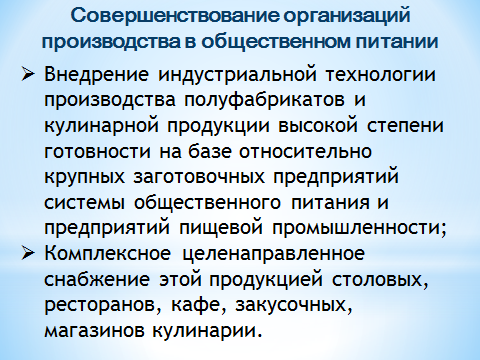 Совершенствование организаций
производства в общественном питании
➢ Внедрение индустриальной технологии
производства полуфабрикатов и
кулинарной продукции высокой степени
готовности на базе относительно
крупных заготовочных предприятий
системы общественного питания и
предприятий пищевой промышленности;
➢ Комплексное целенаправленное
снабжение этой продукцией столовых,
ресторанов, кафе, закусочных,
магазинов кулинарии.